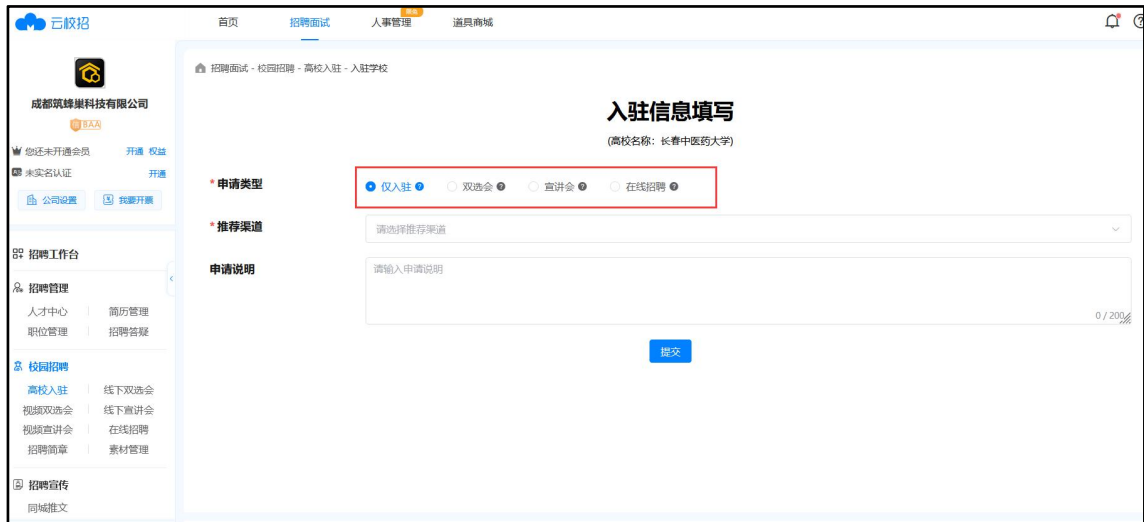 云校招
首页 招聘面试 人事管理 道具商城
招聘面试 - 校园招聘 - 高校入驻 - 入驻学校
成都筑蜂巢科技有限公司
BAA
您还未开通会员 开通 权益
未实名认证 开通
公司设置 我要开票
招聘工作台
招聘管理
人才中心 简历管理
职位管理 招聘答疑
校园招聘
高校入驻 线下双选会
视频双选会 线下宣讲会
视频宣讲会 在线招聘
招聘简章 素材管理
招聘宣传
同城推文
入驻信息填写
(高校名称：长春中医药大学)
*申请类型 仅入驻 ? 双选会 ? 宣讲会 ? 在线招聘 ?
*推荐渠道 请选择推荐渠道
申请说明 请输入申请说明
0 / 200
提交